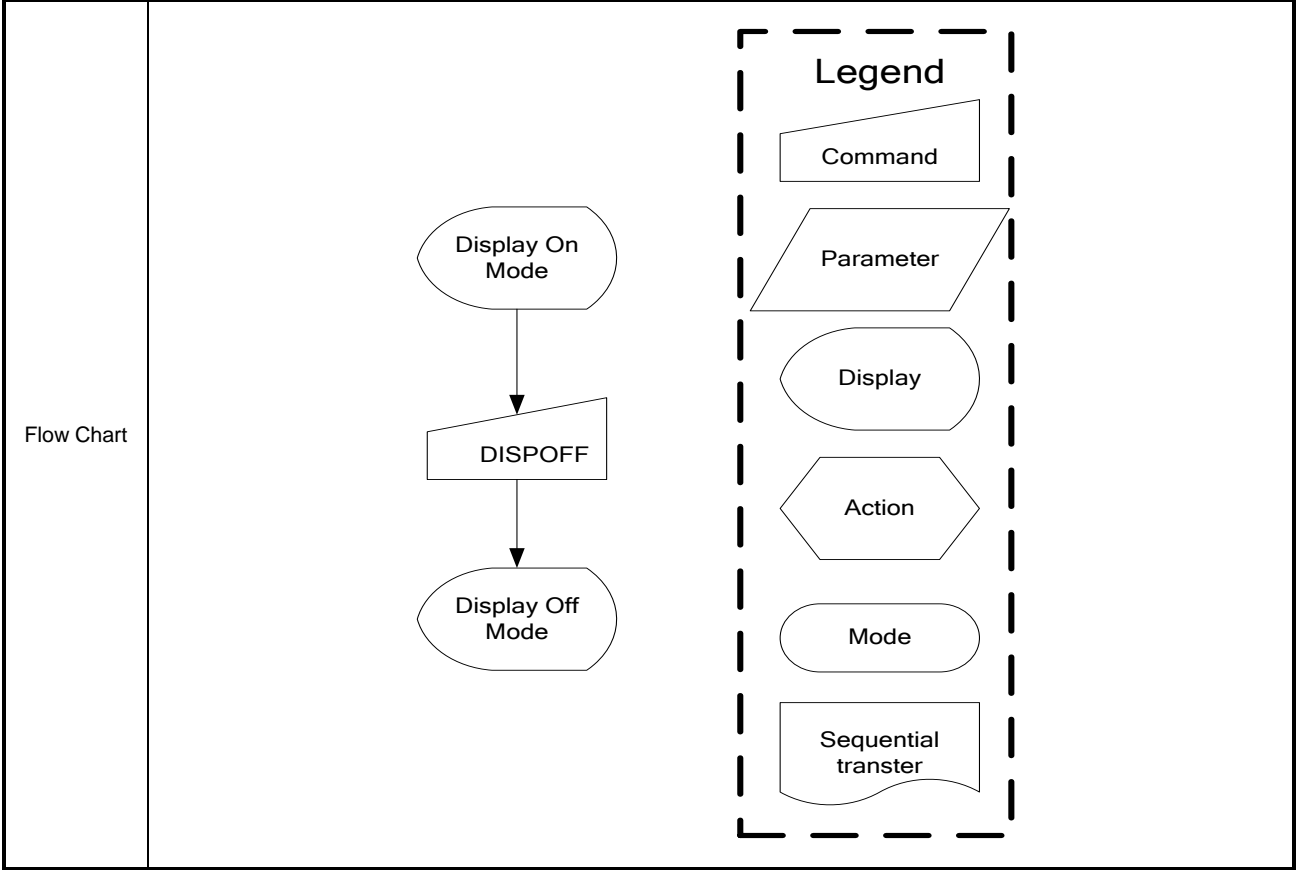 Flow Chart
Display On
Mode
DISPOFF
Display Off
Mode
Legend
Command
Parameter
Display
Action
Mode
Sequential
transter